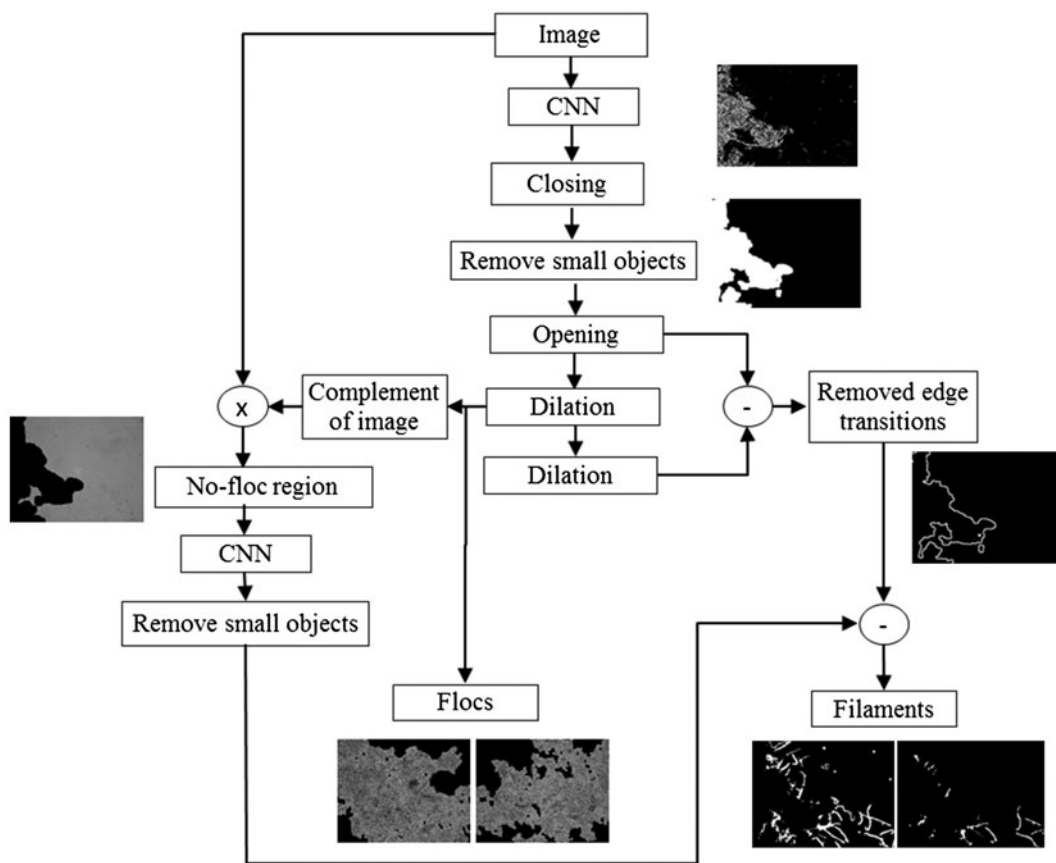 Image
CNN
Closing
Remove small objects
Opening
Complement
of image
Dilation
Removed edge
transitions
x
-
No-floc region
Dilation
CNN
Remove small objects
-
Flocs
Filaments